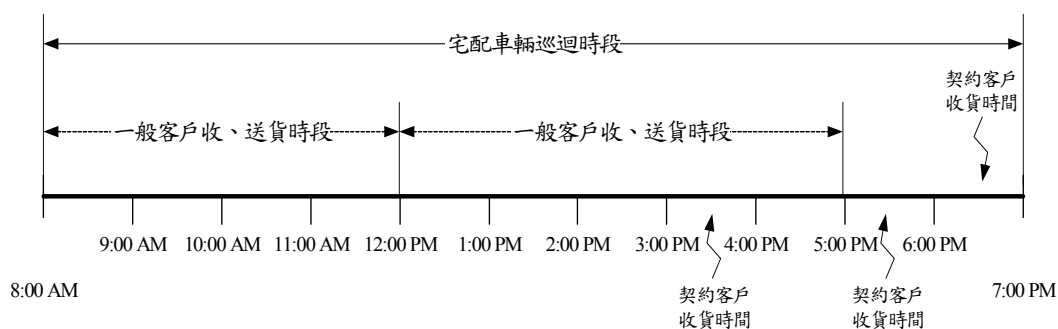 宅配車輛巡迴時段
契約客戶
收貨時間
一般客戶收、送貨時段
一般客戶收、送貨時段
9:00 AM
10:00 AM
11:00 AM
12:00 PM
1:00 PM
2:00 PM
3:00 PM
4:00 PM
5:00 PM
6:00 PM
8:00 AM
契約客戶
收貨時間
契約客戶
收貨時間
7:00 PM